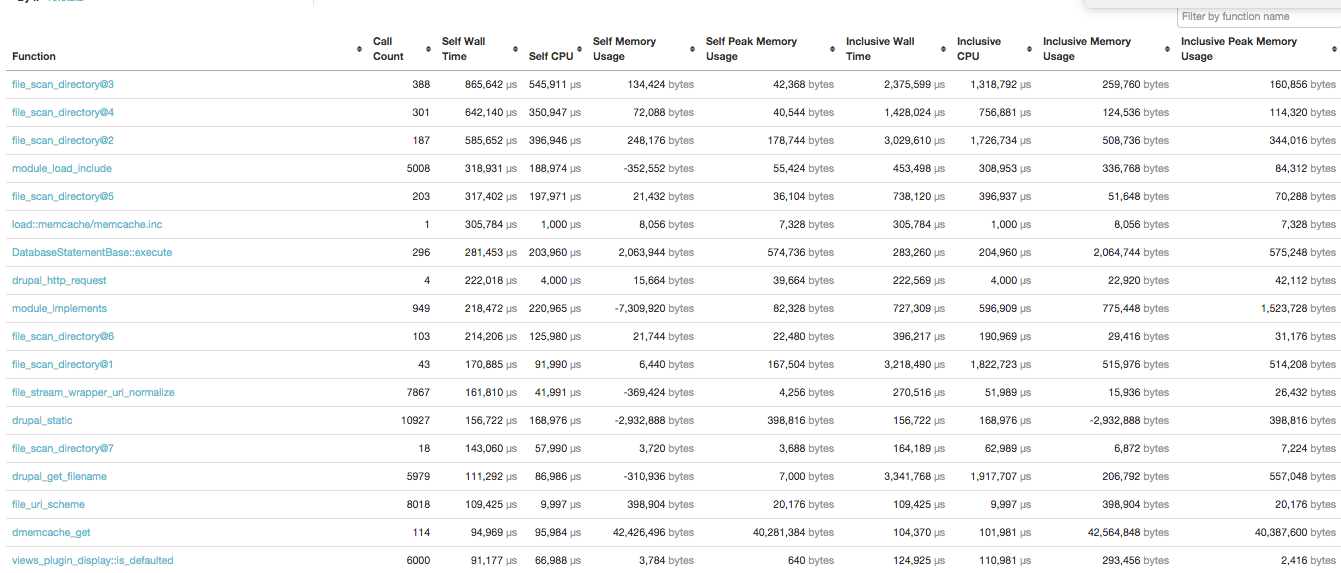 Filter by function name
Function Call Count Self Wall Time Self CPU Self Memory Usage Self Peak Memory Usage Inclusive Wall Time Inclusive CPU Inclusive Memory Usage Inclusive Peak Memory Usage
file_scan_directory@3 388 865,642 µs 545,911 µs 134,424 bytes 42,368 bytes 2,375,599 µs 1,318,792 µs 259,760 bytes 160,856 bytes
file_scan_directory@4 301 642,140 µs 350,947 µs 72,088 bytes 40,544 bytes 1,428,024 µs 756,881 µs 124,536 bytes 114,320 bytes
file_scan_directory@2 187 585,652 µs 396,946 µs 248,176 bytes 178,744 bytes 3,029,610 µs 1,726,734 µs 508,736 bytes 344,016 bytes
module_load_include 5008 318,931 µs 188,974 µs -352,552 bytes 55,424 bytes 453,498 µs 308,953 µs 336,768 bytes 84,312 bytes
file_scan_directory@5 203 317,402 µs 197,971 µs 21,432 bytes 36,104 bytes 738,120 µs 396,937 µs 51,648 bytes 70,288 bytes
load::memcache/memcache.inc 1 305,784 µs 1,000 µs 8,056 bytes 7,328 bytes 305,784 µs 1,000 µs 8,056 bytes 7,328 bytes
DatabaseStatementBase::execute 296 281,453 µs 203,960 µs 2,063,944 bytes 574,736 bytes 283,260 µs 204,960 µs 2,064,744 bytes 575,248 bytes
drupal_http_request 4 222,018 µs 4,000 µs 15,664 bytes 39,664 bytes 222,569 µs 4,000 µs 22,920 bytes 42,112 bytes
module_implements 949 218,472 µs 220,965 µs -7,309,920 bytes 82,328 bytes 727,309 µs 596,909 µs 775,448 bytes 1,523,728 bytes
file_scan_directory@6 103 214,206 µs 125,980 µs 21,744 bytes 22,480 bytes 396,217 µs 190,969 µs 29,416 bytes 31,176 bytes
file_scan_directory@1 43 170,885 µs 91,990 µs 6,440 bytes 167,504 bytes 3,218,490 µs 1,822,723 µs 515,976 bytes 514,208 bytes
file_stream_wrapper_uri_normalize 7867 161,810 µs 41,991 µs -369,424 bytes 4,256 bytes 270,516 µs 51,989 µs 15,936 bytes 26,432 bytes
drupal_static 10927 156,722 µs 168,976 µs -2,932,888 bytes 398,816 bytes 156,722 µs 168,976 µs -2,932,888 bytes 398,816 bytes
file_scan_directory@7 18 143,060 µs 57,990 µs 3,720 bytes 3,688 bytes 164,189 µs 62,989 µs 6,872 bytes 7,224 bytes
drupal_get_filename 5979 111,292 µs 86,986 µs -310,936 bytes 7,000 bytes 3,341,768 µs 1,917,707 µs 206,792 bytes 557,048 bytes
file_uri_scheme 8018 109,425 µs 9,997 µs 398,904 bytes 20,176 bytes 109,425 µs 9,997 µs 398,904 bytes 20,176 bytes
dmemcache_get 114 94,969 µs 95,984 µs 42,426,496 bytes 40,281,384 bytes 104,370 µs 101,981 µs 42,564,848 bytes 40,387,600 bytes
views_plugin_display::is_defaulted 6000 91,177 µs 66,988 µs 3,784 bytes 640 bytes 124,925 µs 110,981 µs 293,456 bytes 2,416 bytes